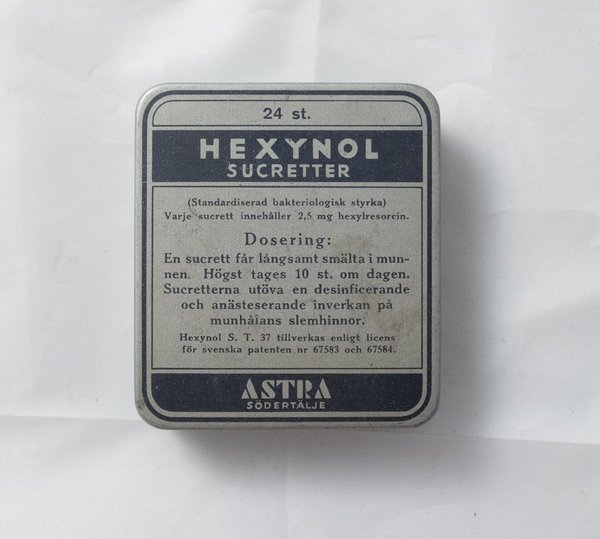 24 st.
HEXYNOL
SUCRETTER
(Standardiserad bakteriologisk styrka)
Varje sucrett innehåller 2,5 mg hexylresorcin.
Dosering:
En sucrett får långsamt smälta i mun-
nen. Högst tages 10 st. om dagen.
Sucretterna utöva en desinficerande
och anästeserande inverkan på
munhålans slemhinnor.
Hexynol S. T. 37 tillverkas enligt licens
för svenska patenten nr 67583 och 67584.
ASTRA
SÖDERTÄLJE